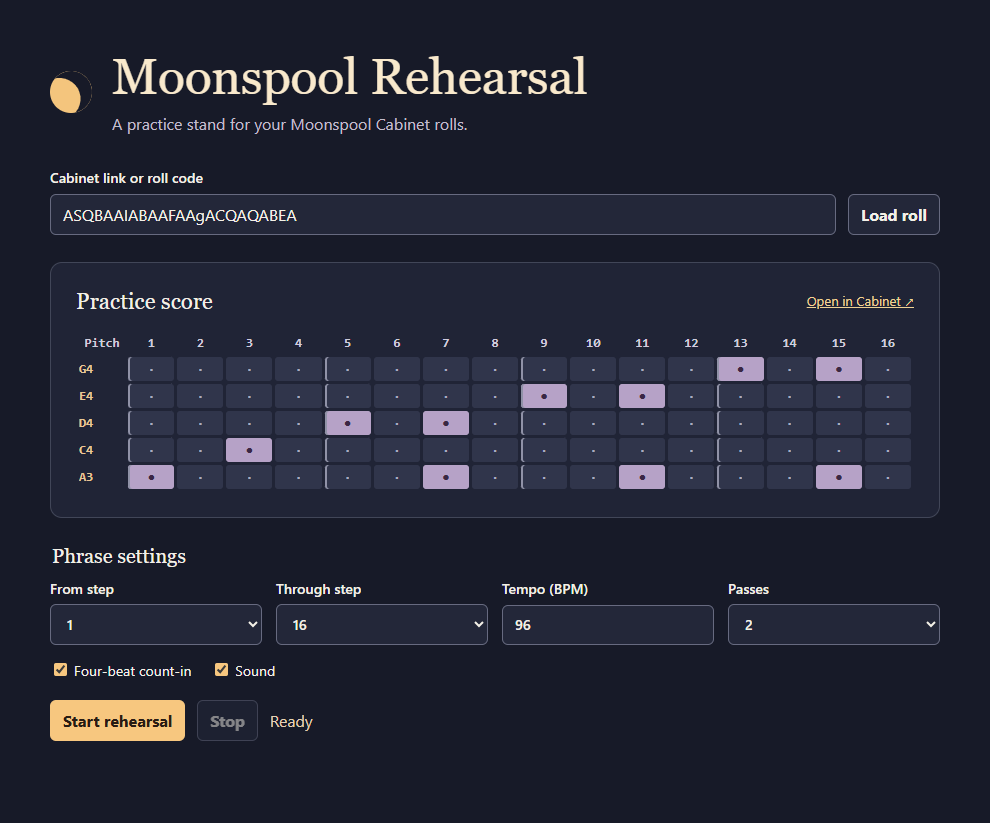 Moonspool Rehearsal
A practice stand for your Moonspool Cabinet rolls.
Cabinet link or roll code
ASQBAAIABAAFAAgACQAQABEA
Load roll
Practice score
Open in Cabinet ↗
Pitch 1 2 3 4 5 6 7 8 9 10 11 12 13 14 15 16
G4 · · · · · · · · · · · · ● · ● ·
E4 · · · · · · · · ● · ● · · · · ·
D4 · · · · ● · ● · · · · · · · · ·
C4 · · ● · · · · · · · · · · · · ·
A3 ● · · · · · ● · · · ● · · · ● ·
Phrase settings
From step Through step Tempo (BPM) Passes
1 16 96 2
Four-beat count-in Sound
Start rehearsal Stop Ready